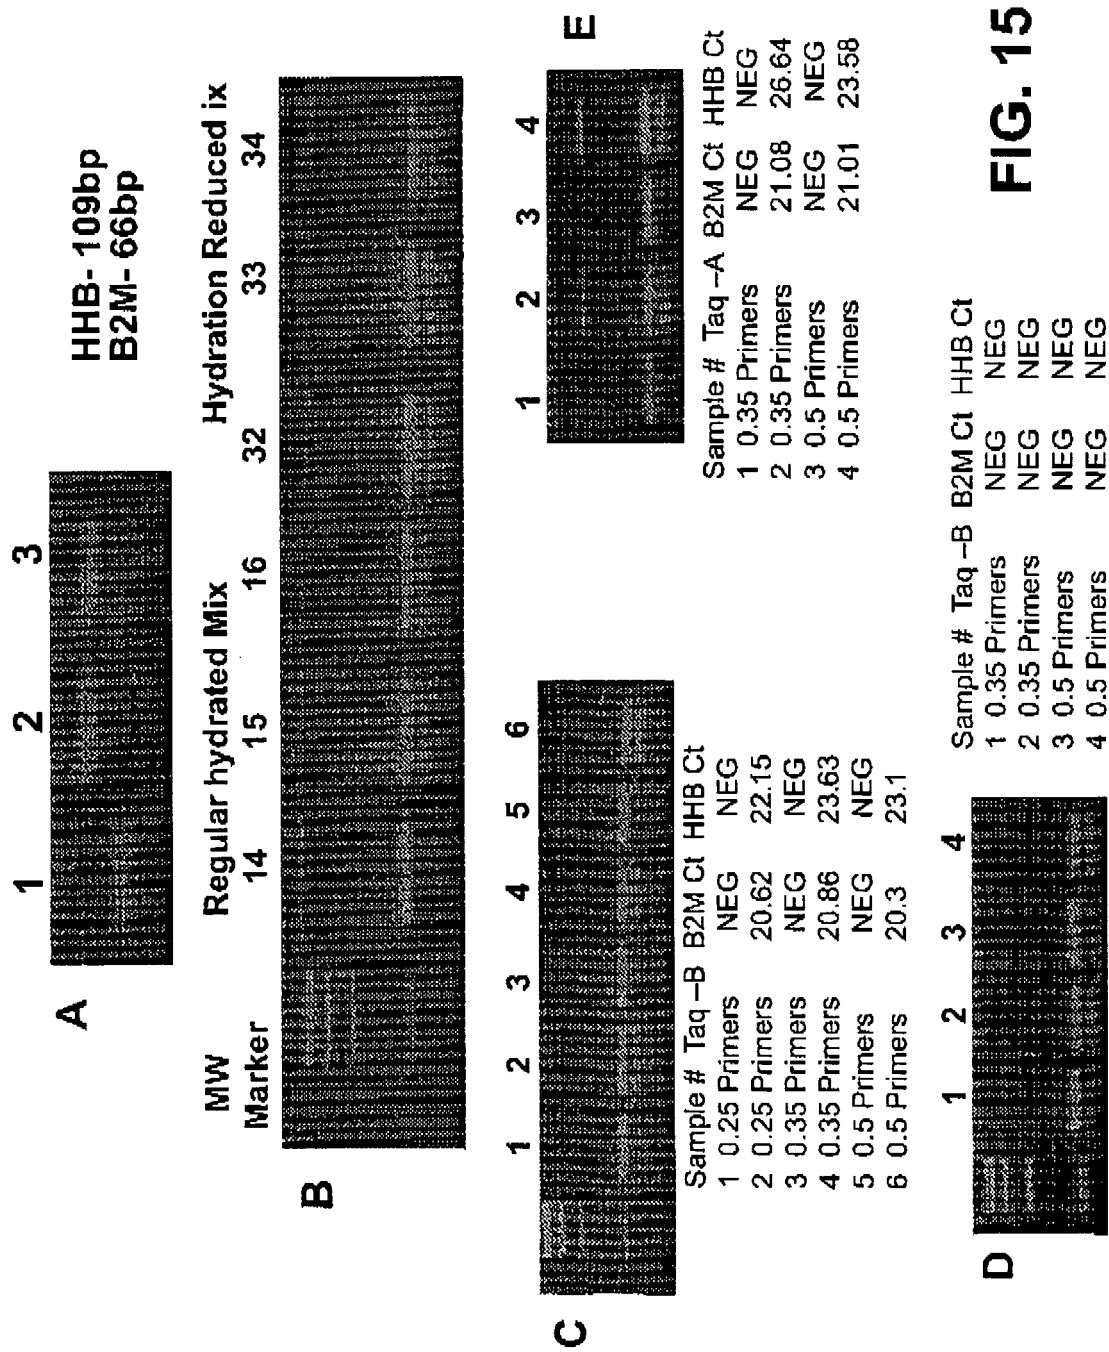 A
1 2 3
HHB- 109bp
B2M- 66bp
MW
Marker
Regular hydrated Mix
Hydration Reduced ix
14 15 16 32 33 34
B
C
1 2 3 4 5 6
Sample # Taq –B B2M Ct HHB Ct
1 0.25 Primers NEG NEG
2 0.25 Primers 20.62 22.15
3 0.35 Primers NEG NEG
4 0.35 Primers 20.86 23.63
5 0.5 Primers NEG NEG
6 0.5 Primers 20.3 23.1
E
1 2 3 4
Sample # Taq –A B2M Ct HHB Ct
1 0.35 Primers NEG NEG
2 0.35 Primers 21.08 26.64
3 0.5 Primers NEG NEG
4 0.5 Primers 21.01 23.58
D
1 2 3 4
Sample # Taq –B B2M Ct HHB Ct
1 0.35 Primers NEG NEG
2 0.35 Primers NEG NEG
3 0.5 Primers NEG NEG
4 0.5 Primers NEG NEG
FIG. 15